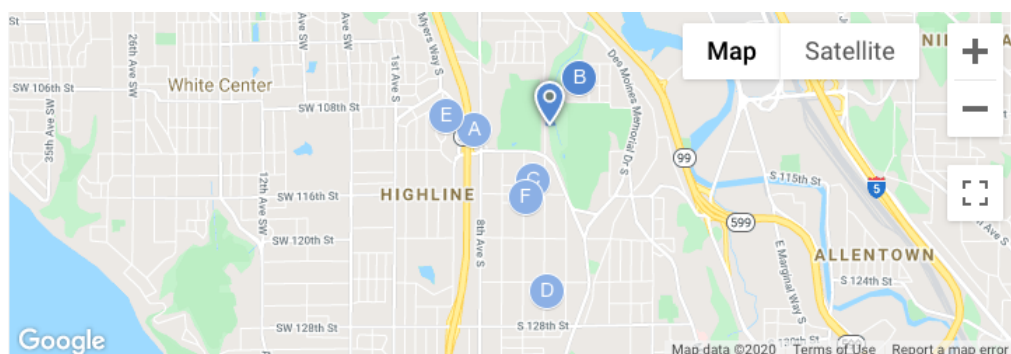 35th Ave SW
26th Ave SW
White Center
SW 106th St
SW 108th St
1st Ave S
Myers Way S
Des Moines Memorial Dr S
Map
Satellite
+
−
B
E
A
C
F
D
99
599
5
S 115th St
SW 116th St
HIGHLINE
12th Ave SW
8th Ave S
SW 120th St
ALLENTOWN
E Marginal Way S
S 124th St
SW 128th St
S 128th St
Google
Map data ©2020
Terms of Use
Report a map error